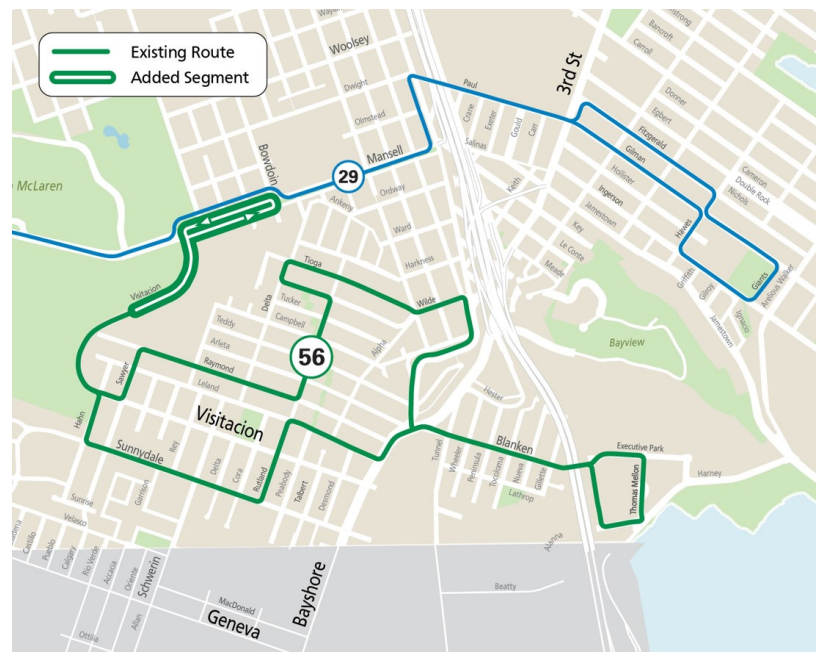 Existing Route
Added Segment
Woolsey
Dwight
Olmstead
Mansell
Bowdoin
29
McLaren
Paul
3rd St
Crane
Exeter
Gould
Carr
Salinas
Bancroft
Carroll
Donner
Egbert
Fitzgerald
Gilman
Hollister
Ingerson
Jamestown
Key
Le Conte
Meade
Keith
Cameron
Double Rock
Nichols
Hawes
Griffith
Gilroy
Jamestown
Ignacio
Giants
Arelious Walker
Bayview
Ankeny
Ordway
Ward
Harkness
Tioga
Wilde
Delta
Tucker
Campbell
Teddy
Arleta
Raymond
Leland
Alpha
56
Visitacion
Sawyer
Hahn
Visitacion
Sunnydale
Rey
Delta
Cora
Rutland
Peabody
Talbert
Desmond
Garrison
Hester
Blanken
Tunnel
Wheeler
Peninsula
Tocoloma
Nueva
Gillette
Lathrop
Executive Park
Thomas Mellon
Harney
Alanna
Beatty
Sunrise
Velasco
Castillo
Pueblo
Calgary
Rio Verde
Accacia
Oriente
Schwerin
Allan
Ottilia
MacDonald
Geneva
Bayshore